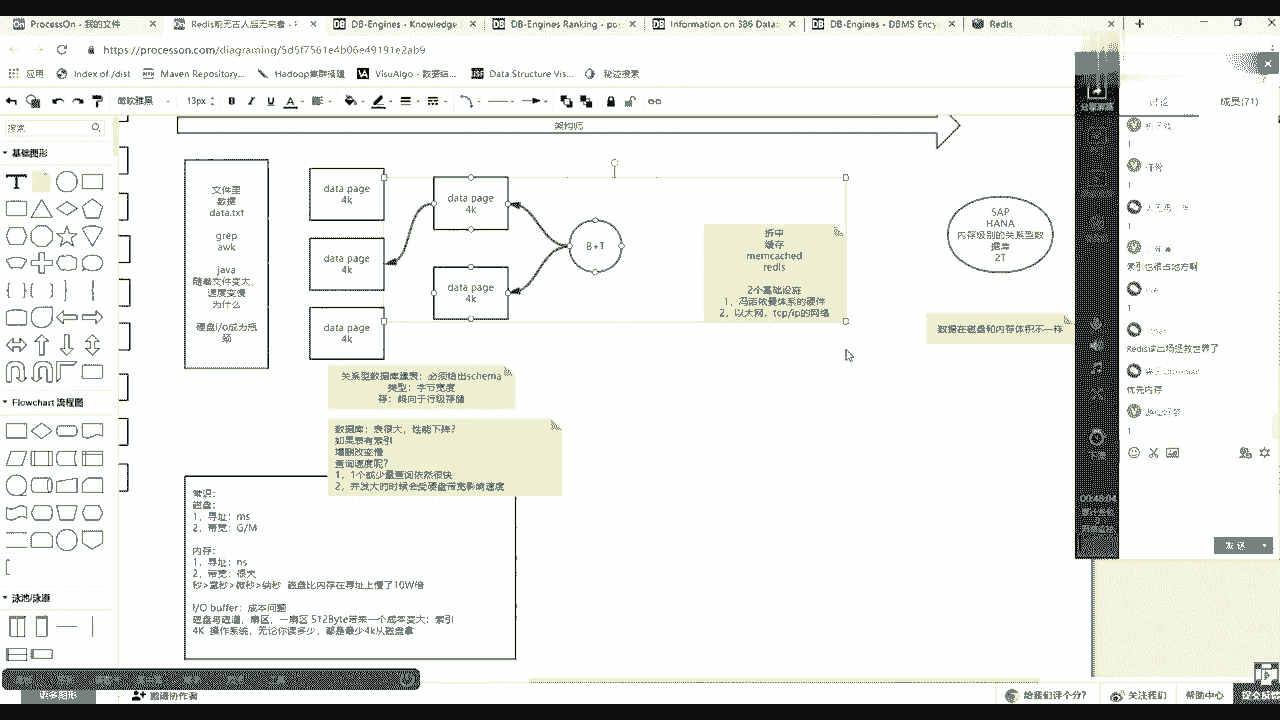 ProcessOn - 我的文件
Redis前无古人后无来者 - P
DB-Engines - Knowledge
DB-Engines Ranking - po
Information on 386 Data
DB-Engines - DBMS Ency
Redis
https://processon.com/diagraming/5d5f7561e4b06e49191e2ab9
应用
Index of /dist
Maven Repository:...
Hadoop集群搭建
VisuAlgo - 数据结...
Data Structure Vis...
秘迹搜索
微软雅黑
13px
B
I
U
A
搜索
基础图形
Flowchart 流程图
泳池/泳道
更多图形
架构师
文件里
数据
data.txt
grep
awk
java
随着文件变大,
速度变慢
为什么
硬盘I/O成为瓶
颈
data page
4k
data page
4k
data page
4k
data page
4k
data page
4k
B+T
折中
缓存
memcached
redis
2个基础设施
1,冯诺依曼体系的硬件
2,以太网,tcp/ip的网络
SAP
HANA
内存级别的关系型数
据库
2T
数据在磁盘和内存体积不一样
关系型数据库建表:必须给出schema
类型:字节宽度
存:倾向于行级存储
数据库:表很大,性能下降?
如果表有索引
增删改变慢
查询速度呢?
1,1个或少量查询依然很快
2,并发大的时候会受硬盘带宽影响速度
常识:
磁盘:
1,寻址:ms
2,带宽:G/M
内存:
1,寻址:ns
2,带宽:很大
秒>毫秒>微秒>纳秒 磁盘比内存在寻址上慢了10W倍
I/O buffer:成本问题
磁盘与磁道,扇区,一扇区 512Byte带来一个成本变大:索引
4K 操作系统,无论你读多少,都是最少4k从磁盘拿
成员(71)
1
1
1
1
索引也很占地方啊
1
1
Redis该出场拯救世界了
优先内存
1
00:48:04
发送
邀请协作者
给我们评个分?
关注我们
帮助中心